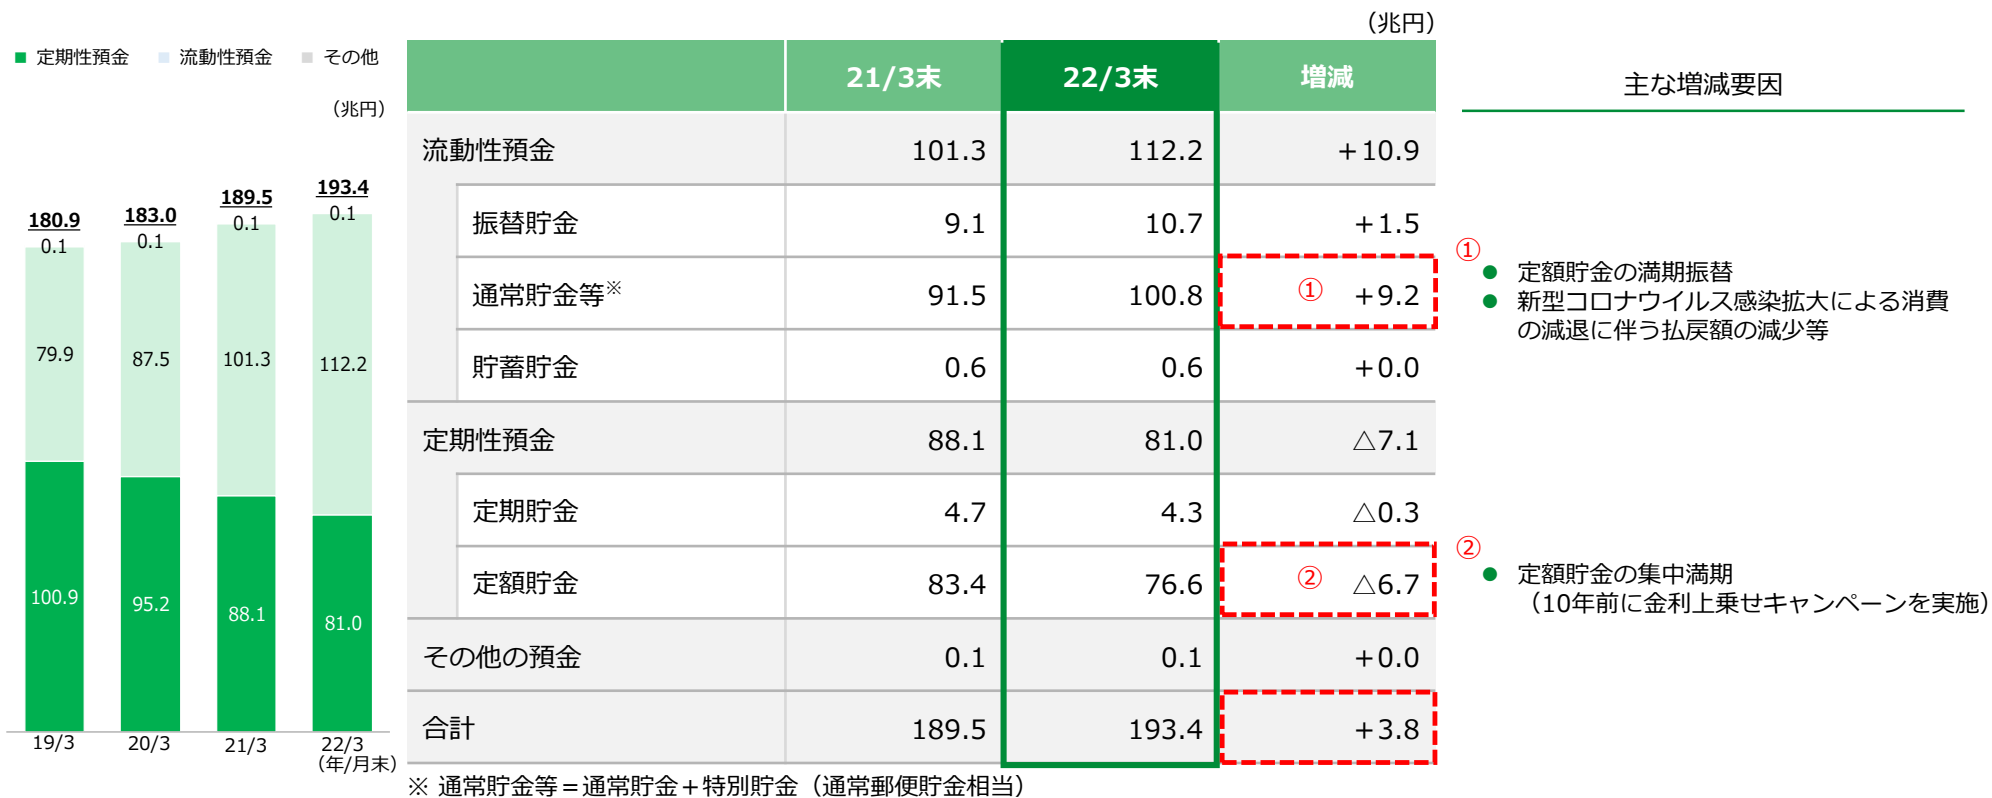 ■ 定期性預金 ■ 流動性預金 ■ その他
（兆円）
180.9 183.0 189.5 193.4
0.1 0.1 0.1 0.1
79.9 87.5 101.3 112.2
100.9 95.2 88.1 81.0
19/3 20/3 21/3 22/3
（年/月末）
（兆円）
21/3末 22/3末 増減
流動性預金 101.3 112.2 +10.9
振替貯金 9.1 10.7 +1.5
通常貯金等※ 91.5 100.8 ① +9.2
貯蓄貯金 0.6 0.6 +0.0
定期性預金 88.1 81.0 △7.1
定期貯金 4.7 4.3 △0.3
定額貯金 83.4 76.6 ② △6.7
その他の預金 0.1 0.1 +0.0
合計 189.5 193.4 +3.8
※ 通常貯金等＝通常貯金＋特別貯金（通常郵便貯金相当）
主な増減要因
①
● 定額貯金の満期振替
● 新型コロナウイルス感染拡大による消費
の減退に伴う払戻額の減少等
②
● 定額貯金の集中満期
（10年前に金利上乗せキャンペーンを実施）